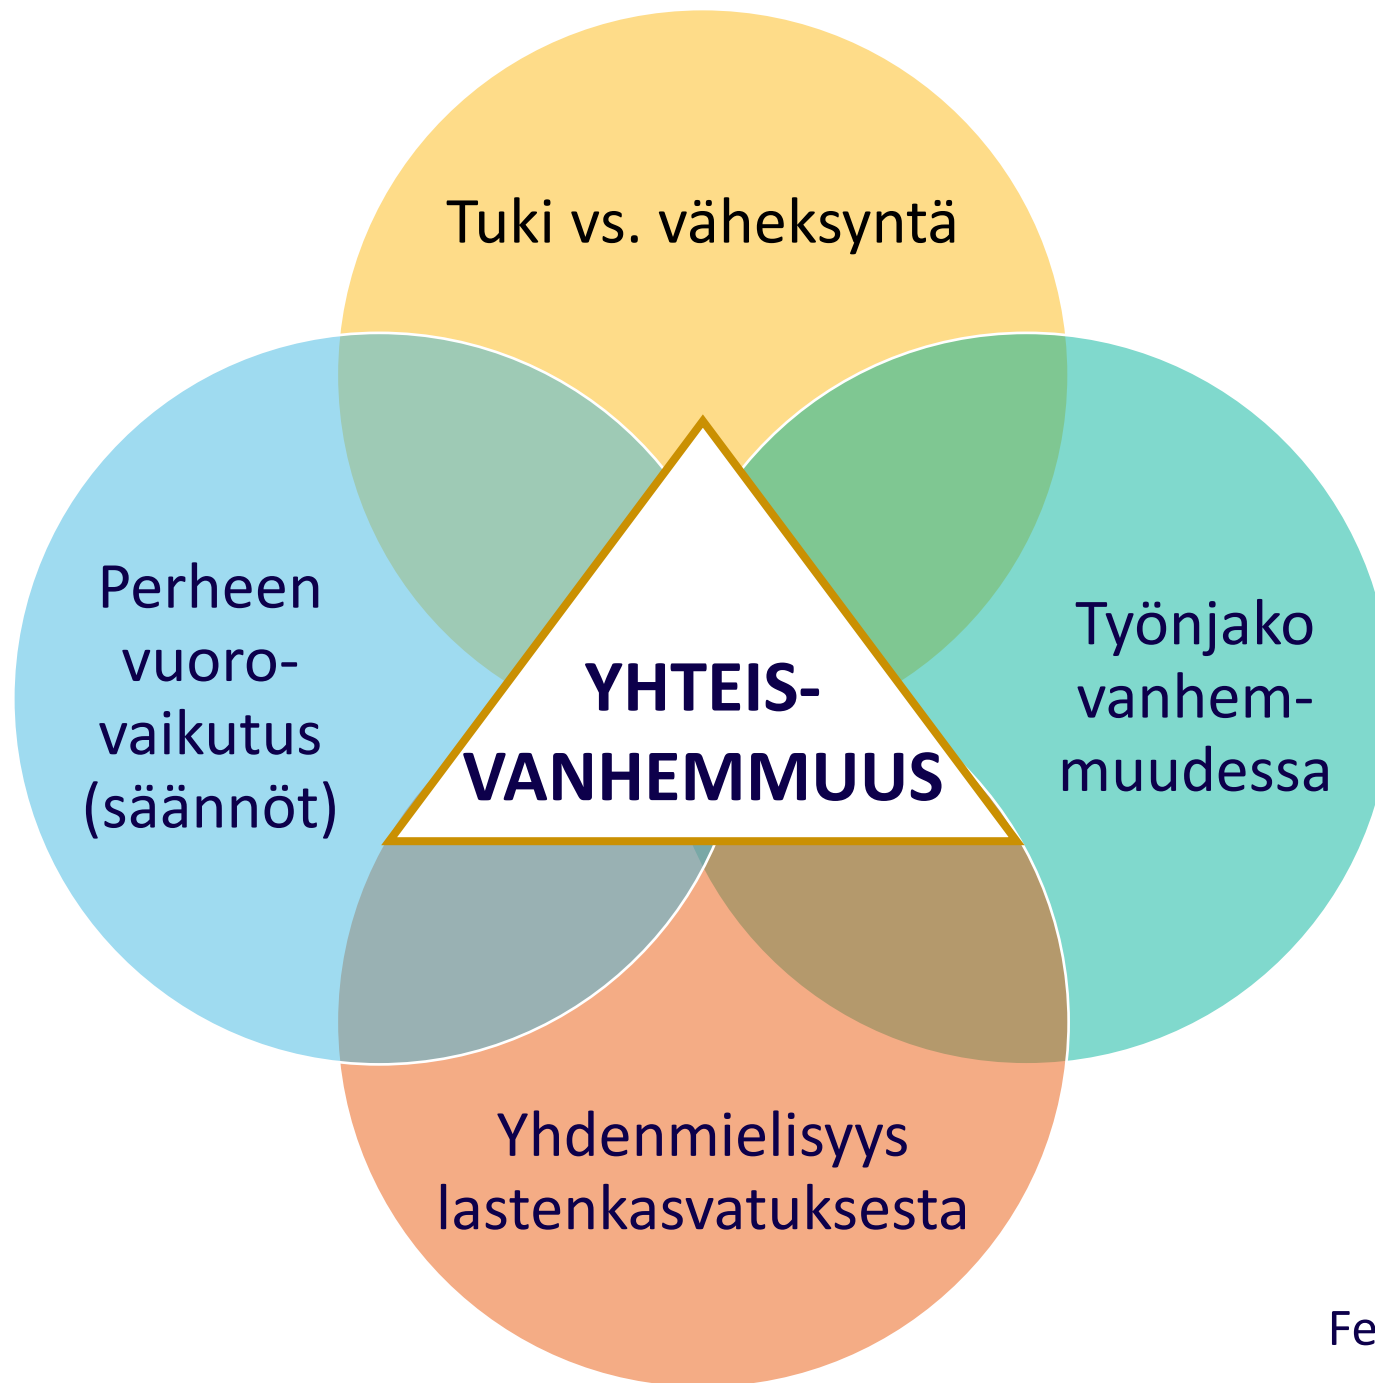 Tuki vs. väheksyntä
Perheen
vuoro-
vaikutus
(säännöt)
YHTEIS-
VANHEMMUUS
Työnjako
vanhem-
muudessa
Yhdenmielisyys
lastenkasvatuksesta
Fe